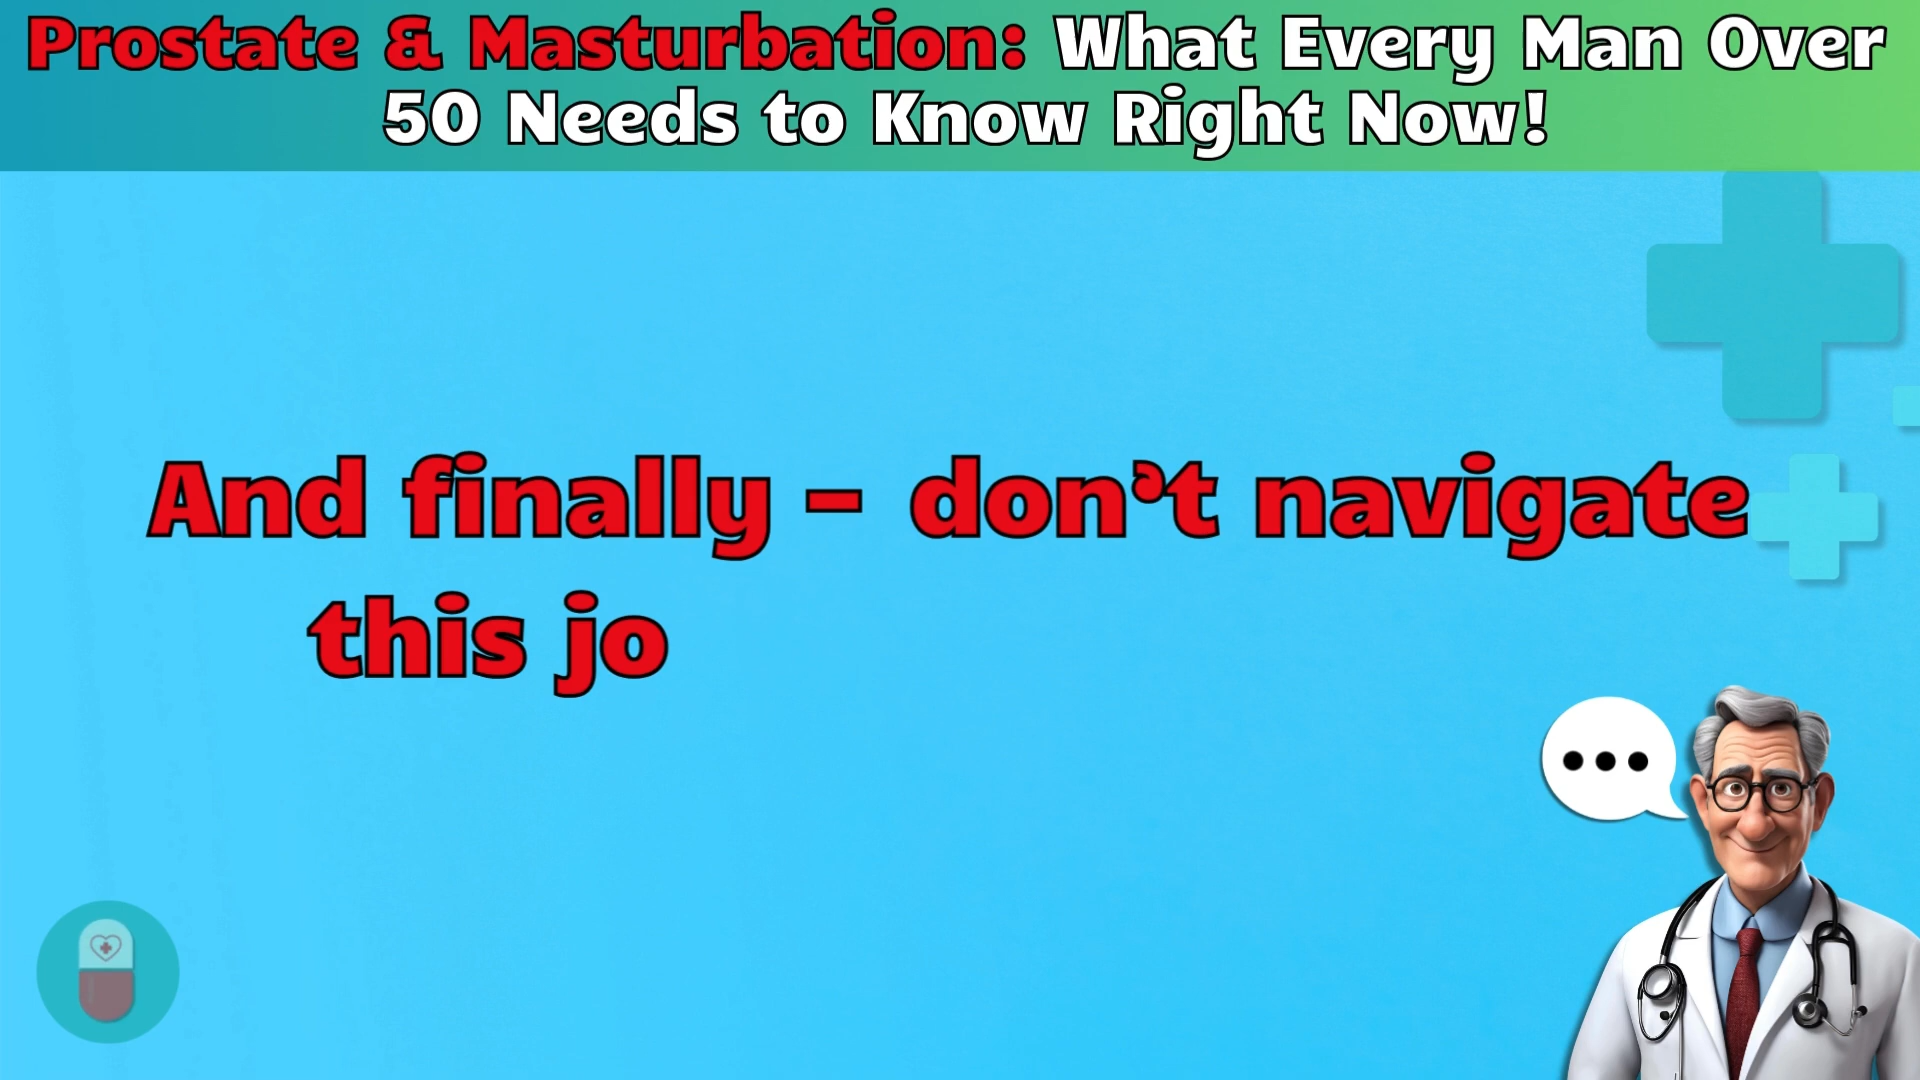 Prostate & Masturbation: What Every Man Over
50 Needs to Know Right Now!
And finally – don't navigate
this jo